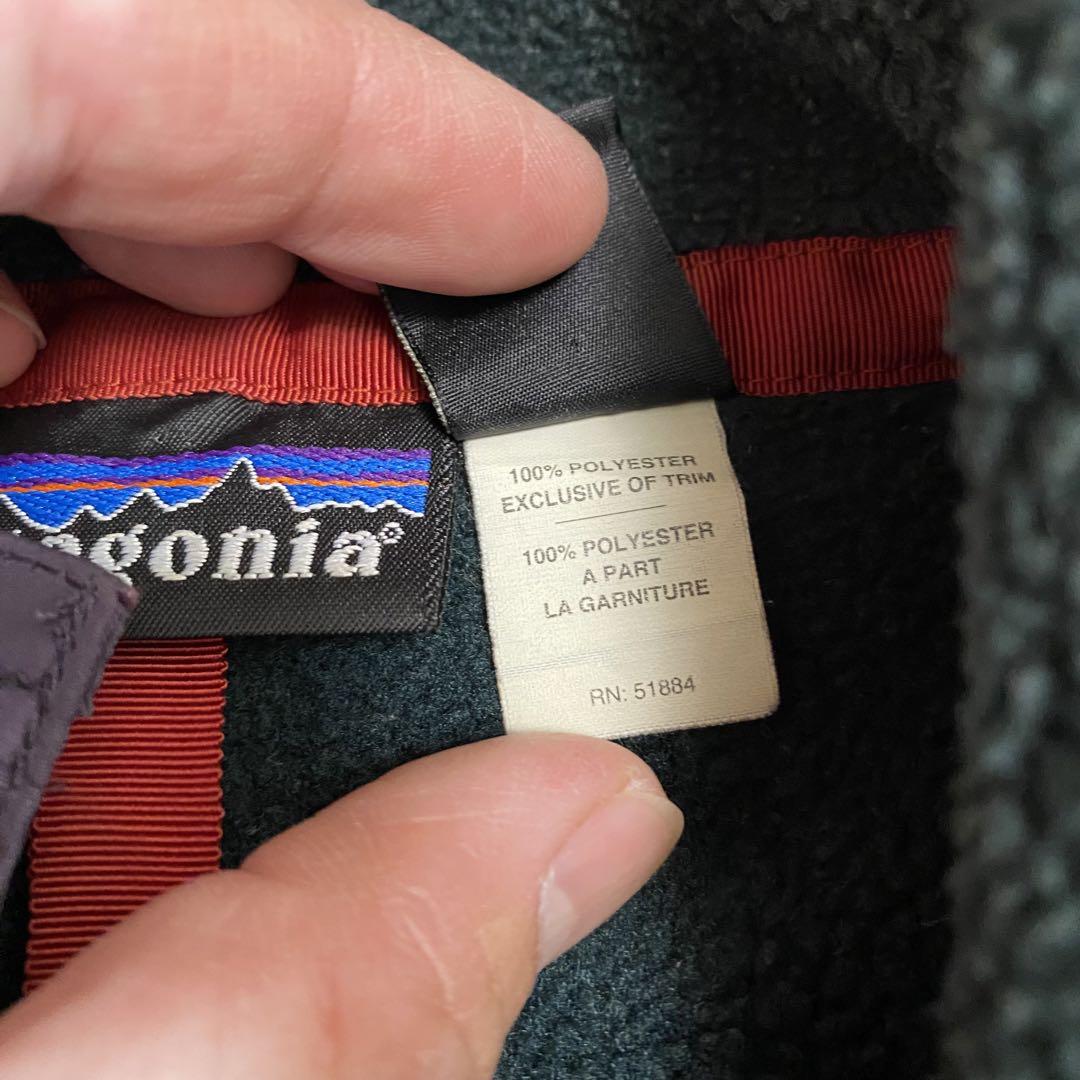 agonia®
100% POLYESTER
EXCLUSIVE OF TRIM
100% POLYESTER
A PART
LA GARNITURE
RN: 51884